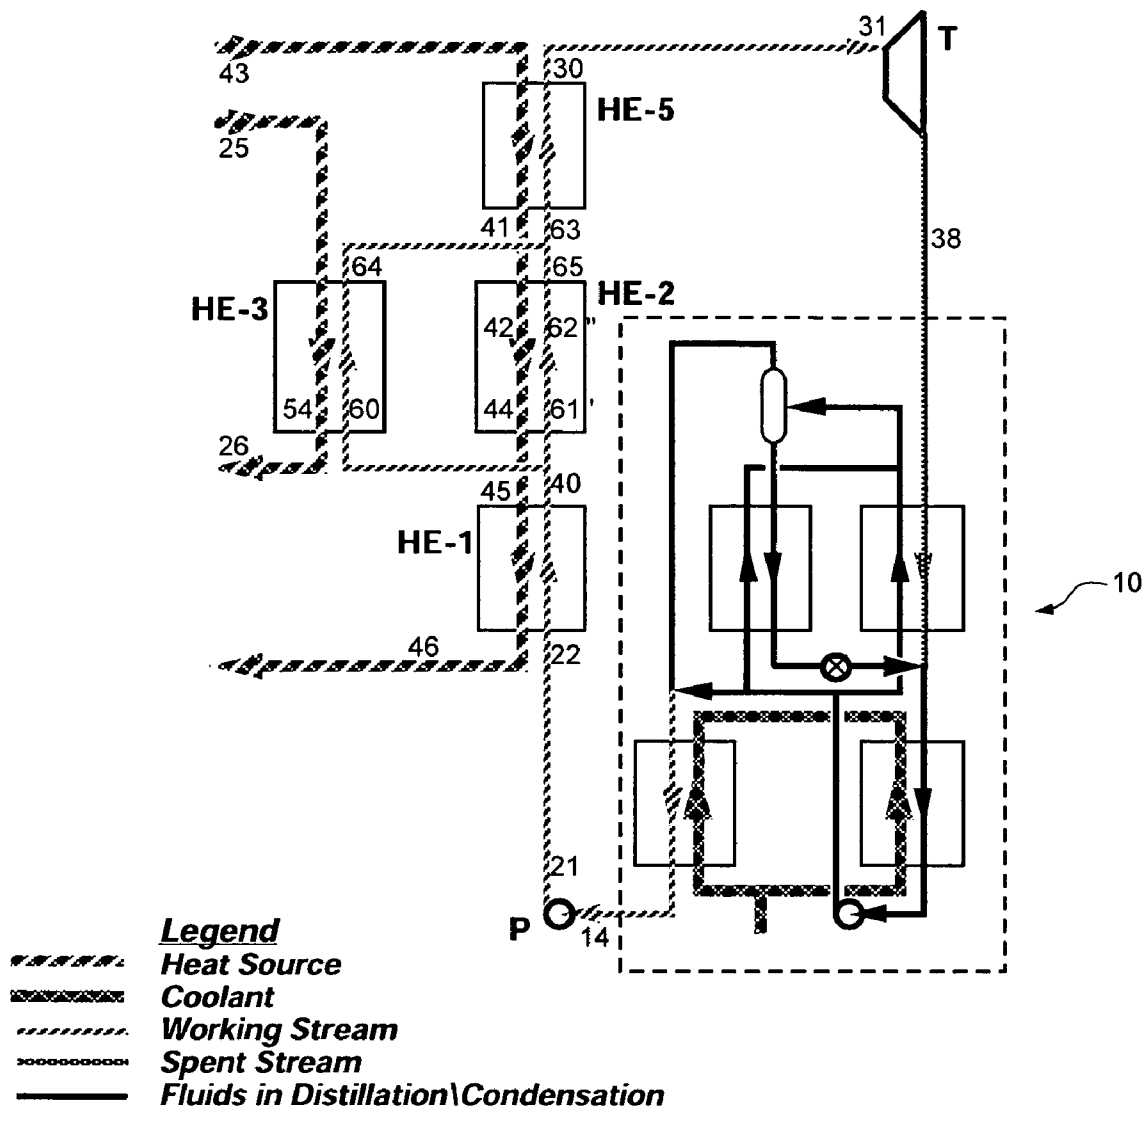 31
T
43
30
HE-5
25
41
63
38
64
65
HE-3
HE-2
42
62"
54
60
44
61'
26
45
40
HE-1
10
46
22
21
P
14
Legend
Heat Source
Coolant
Working Stream
Spent Stream
Fluids in Distillation\Condensation